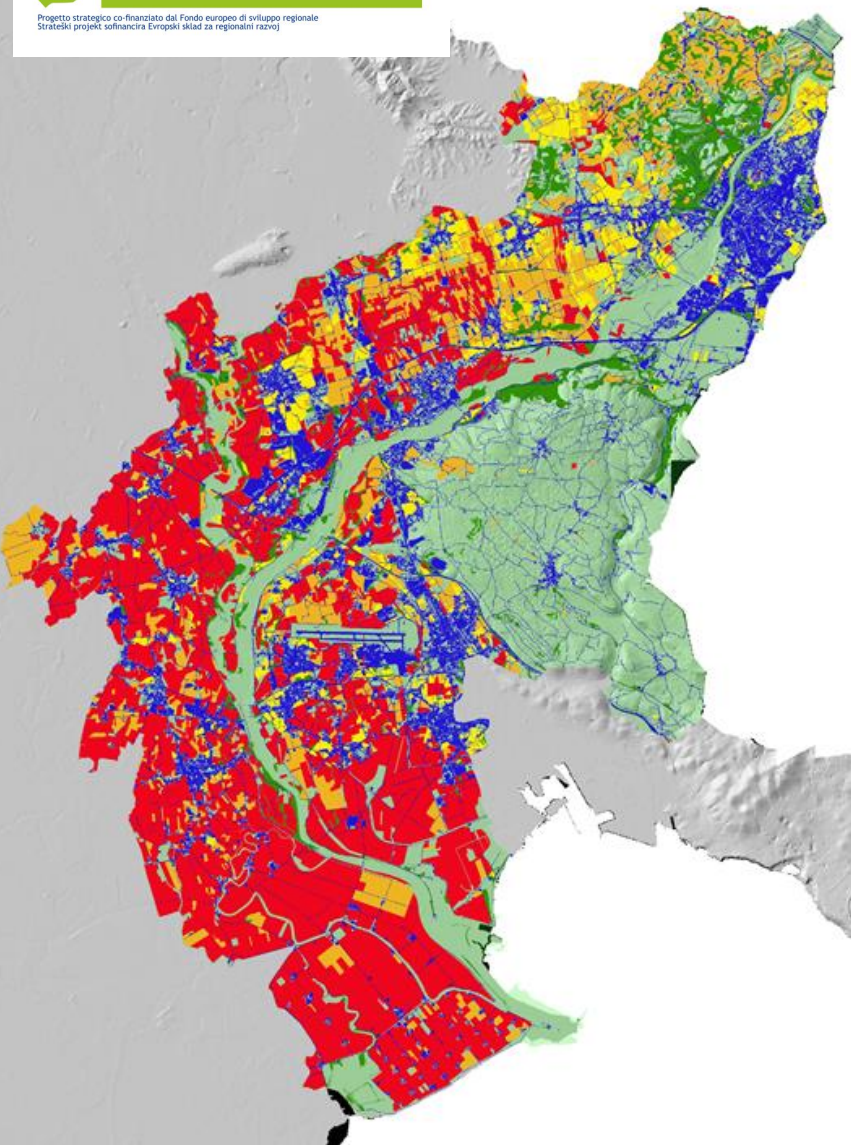 Progetto strategico co-finanziato dal Fondo europeo di sviluppo regionale
Strateški projekt sofinancira Evropski sklad za regionalni razvoj